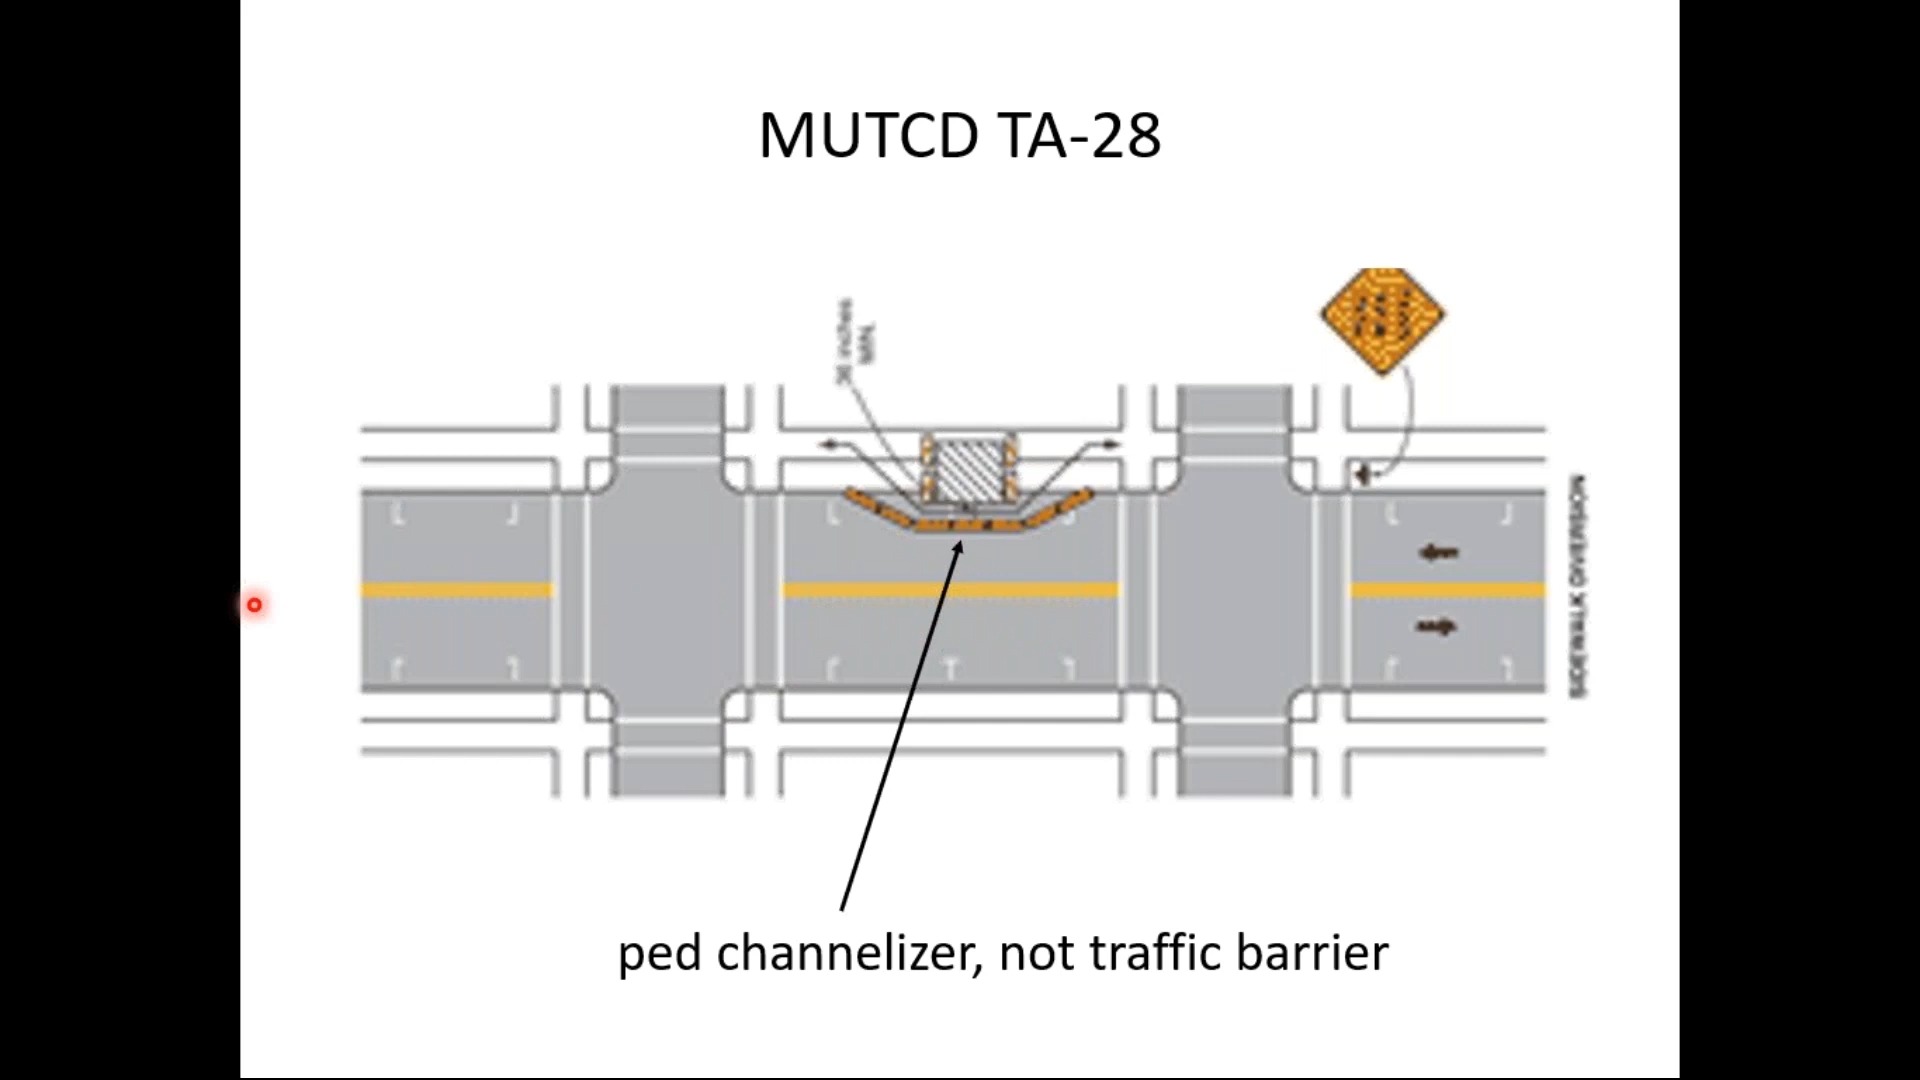 MUTCD TA-28
SIDEWALK DIVERSION
ped channelizer, not traffic barrier